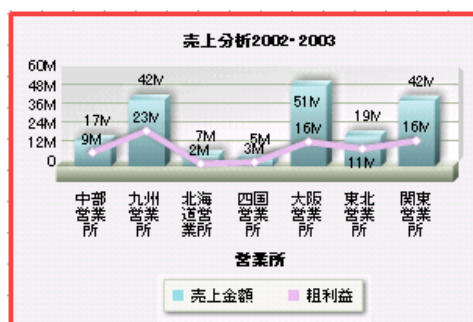 売上分析2002-2003
60M
48M
36M
24M
12M
0
17M
9M
42M
23M
7M
2M
5M
3M
51M
16M
19M
11M
42M
16M
中部営業所
九州営業所
北海道営業所
四国営業所
大阪営業所
東北営業所
関東営業所
営業所
売上金額
粗利益